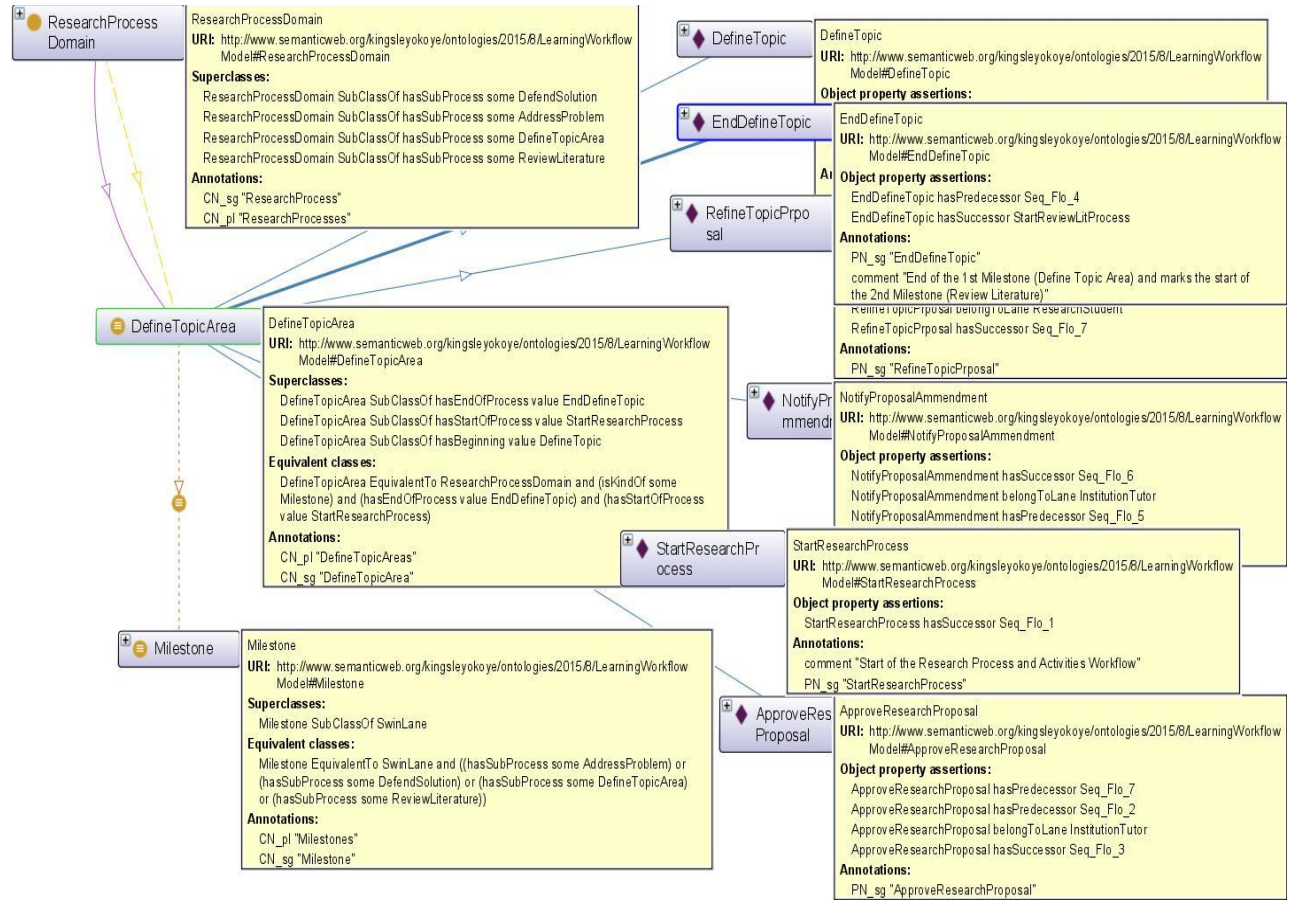 ResearchProcess
Domain
ResearchProcessDomain
URI: http://www.semanticweb.org/kingsleyokoye/ontologies/2015/8/LearningWorkflow
Model#ResearchProcessDomain
Superclasses:
ResearchProcessDomain SubClassOf hasSubProcess some DefendSolution
ResearchProcessDomain SubClassOf hasSubProcess some AddressProblem
ResearchProcessDomain SubClassOf hasSubProcess some DefineTopicArea
ResearchProcessDomain SubClassOf hasSubProcess some ReviewLiterature
Annotations:
CN_sg "ResearchProcess"
CN_pl "ResearchProcesses"
DefineTopic
DefineTopic
URI: http://www.semanticweb.org/kingsleyokoye/ontologies/2015/8/LearningWorkflow
Model#DefineTopic
Object property assertions:
EndDefineTopic
EndDefineTopic
URI: http://www.semanticweb.org/kingsleyokoye/ontologies/2015/8/LearningWorkflow
Model#EndDefineTopic
Object property assertions:
EndDefineTopic hasPredecessor Seq_Flo_4
EndDefineTopic hasSuccessor StartReviewLitProcess
Annotations:
PN_sg "EndDefineTopic"
comment "End of the 1st Milestone (Define Topic Area) and marks the start of
the 2nd Milestone (Review Literature)"
RefineTopicPrpo
sal
RefineTopicPrposal belongToLane ResearchStudent
RefineTopicPrposal hasSuccessor Seq_Flo_7
Annotations:
PN_sg "RefineTopicPrposal"
DefineTopicArea
DefineTopicArea
URI: http://www.semanticweb.org/kingsleyokoye/ontologies/2015/8/LearningWorkflow
Model#DefineTopicArea
Superclasses:
DefineTopicArea SubClassOf hasEndOfProcess value EndDefineTopic
DefineTopicArea SubClassOf hasStartOfProcess value StartResearchProcess
DefineTopicArea SubClassOf hasBeginning value DefineTopic
Equivalent classes:
DefineTopicArea EquivalentTo ResearchProcessDomain and (isKindOf some
Milestone) and (hasEndOfProcess value EndDefineTopic) and (hasStartOfProcess
value StartResearchProcess)
Annotations:
CN_pl "DefineTopicAreas"
CN_sg "DefineTopicArea"
NotifyPr
mmendr
NotifyProposalAmmendment
URI: http://www.semanticweb.org/kingsleyokoye/ontologies/2015/8/LearningWorkflow
Model#NotifyProposalAmmendment
Object property assertions:
NotifyProposalAmmendment hasSuccessor Seq_Flo_6
NotifyProposalAmmendment belongToLane InstitutionTutor
NotifyProposalAmmendment hasPredecessor Seq_Flo_5
StartResearchPr
ocess
StartResearchProcess
URI: http://www.semanticweb.org/kingsleyokoye/ontologies/2015/8/LearningWorkflow
Model#StartResearchProcess
Object property assertions:
StartResearchProcess hasSuccessor Seq_Flo_1
Annotations:
comment "Start of the Research Process and Activities Workflow"
PN_sg "StartResearchProcess"
Milestone
Milestone
URI: http://www.semanticweb.org/kingsleyokoye/ontologies/2015/8/LearningWorkflow
Model#Milestone
Superclasses:
Milestone SubClassOf SwinLane
Equivalent classes:
Milestone EquivalentTo SwinLane and ((hasSubProcess some AddressProblem) or
(hasSubProcess some DefendSolution) or (hasSubProcess some DefineTopicArea)
or (hasSubProcess some ReviewLiterature))
Annotations:
CN_pl "Milestones"
CN_sg "Milestone"
ApproveRes
Proposal
ApproveResearchProposal
URI: http://www.semanticweb.org/kingsleyokoye/ontologies/2015/8/LearningWorkflow
Model#ApproveResearchProposal
Object property assertions:
ApproveResearchProposal hasPredecessor Seq_Flo_7
ApproveResearchProposal hasPredecessor Seq_Flo_2
ApproveResearchProposal belongToLane InstitutionTutor
ApproveResearchProposal hasSuccessor Seq_Flo_3
Annotations:
PN_sg "ApproveResearchProposal"